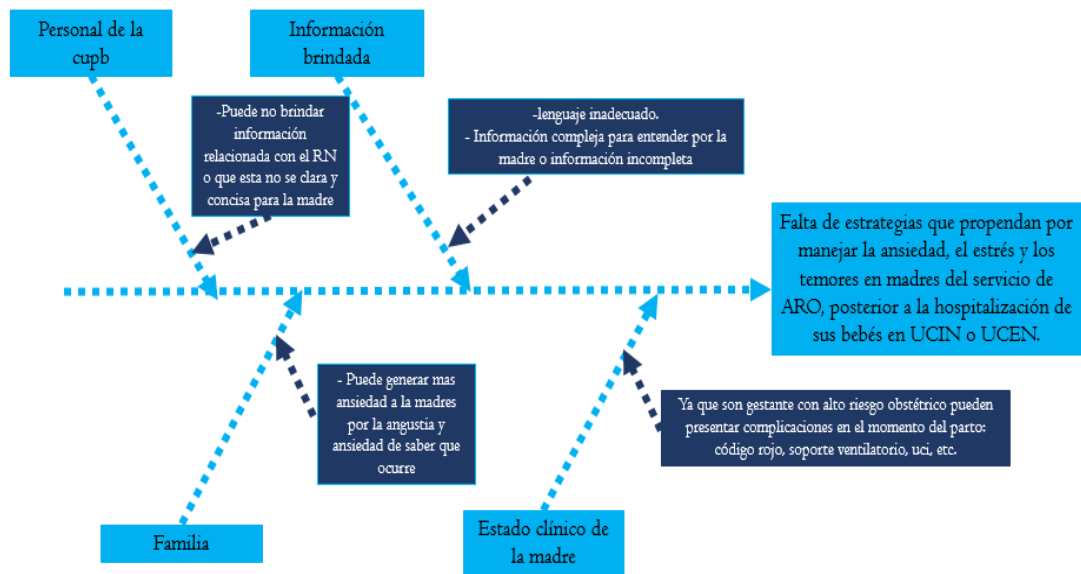 Personal de la
cupb
Información
brindada
-Puede no brindar
información
relacionada con el RN
o que esta no se clara y
concisa para la madre
-lenguaje inadecuado.
- Información compleja para entender por la
madre o información incompleta
Falta de estrategias que propendan por
manejar la ansiedad, el estrés y los
temores en madres del servicio de
ARO, posterior a la hospitalización de
sus bebés en UCIN o UCEN.
- Puede generar mas
ansiedad a la madres
por la angustia y
ansiedad de saber que
ocurre
Ya que son gestante con alto riesgo obstétrico pueden
presentar complicaciones en el momento del parto:
código rojo, soporte ventilatorio, uci, etc.
Familia
Estado clínico de
la madre